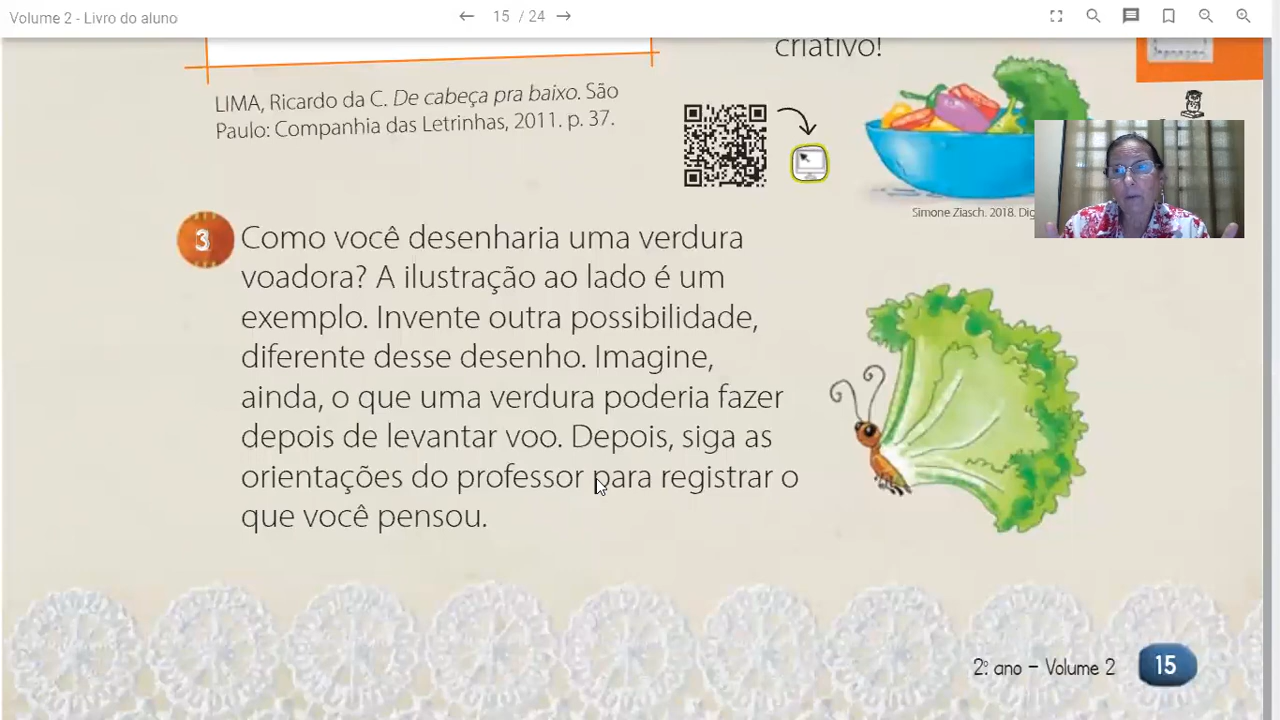 Volume 2 - Livro do aluno
15 / 24
criativo!
LIMA, Ricardo da C. De cabeça pra baixo. São
Paulo: Companhia das Letrinhas, 2011. p. 37.
Simone Ziasch. 2018. Dig
3
Como você desenharia uma verdura
voadora? A ilustração ao lado é um
exemplo. Invente outra possibilidade,
diferente desse desenho. Imagine,
ainda, o que uma verdura poderia fazer
depois de levantar voo. Depois, siga as
orientações do professor para registrar o
que você pensou.
2º. ano – Volume 2
15